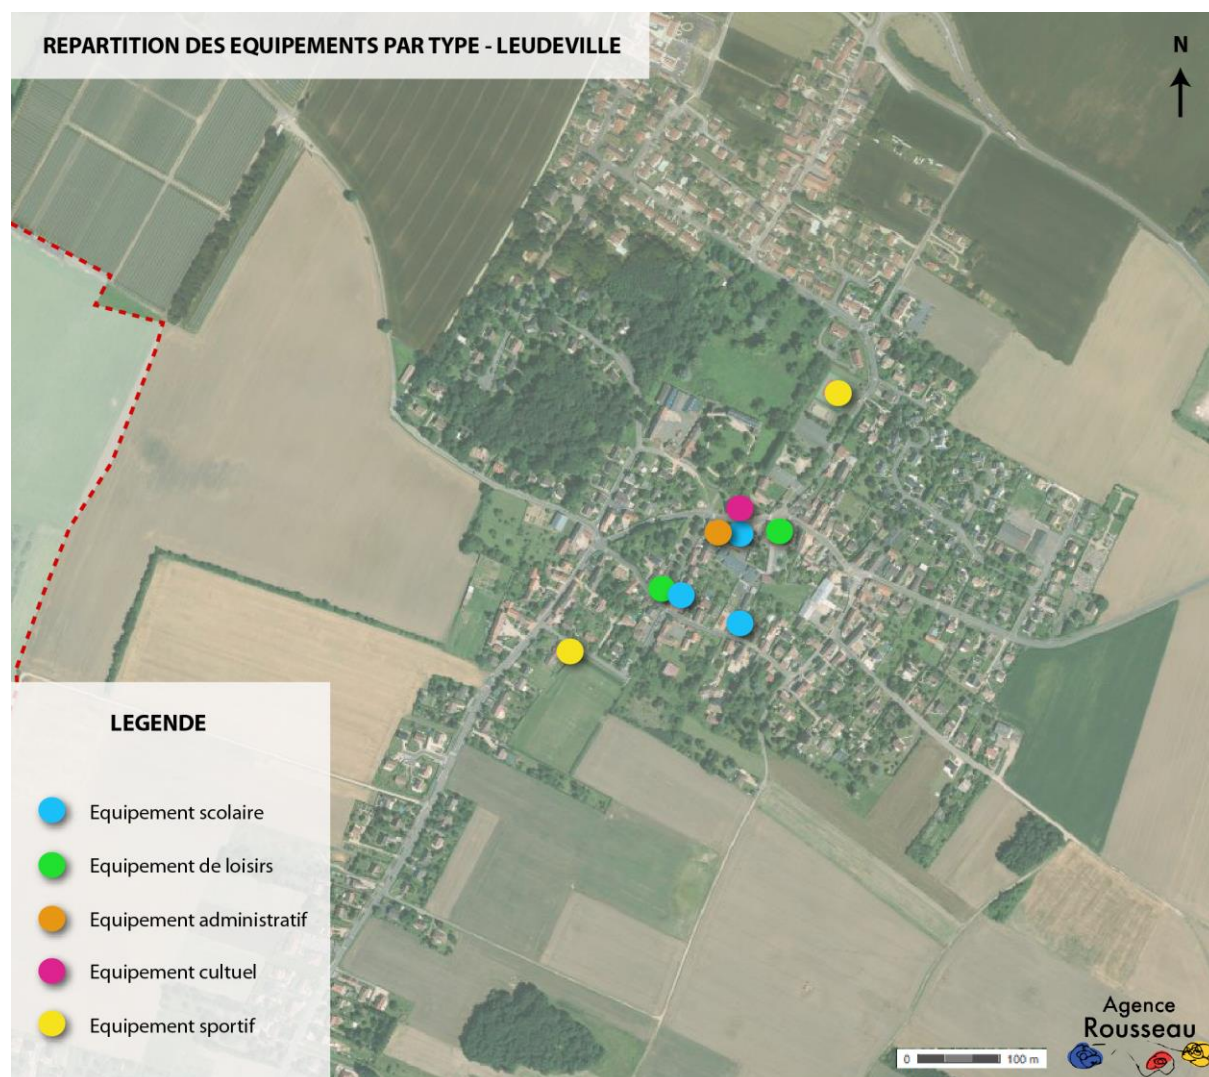 REPARTITION DES EQUIPEMENTS PAR TYPE - LEUDEVILLE
N
LEGENDE
Equipement scolaire
Equipement de loisirs
Equipement administratif
Equipement cultuel
Equipement sportif
Agence
Rousseau
0 100 m